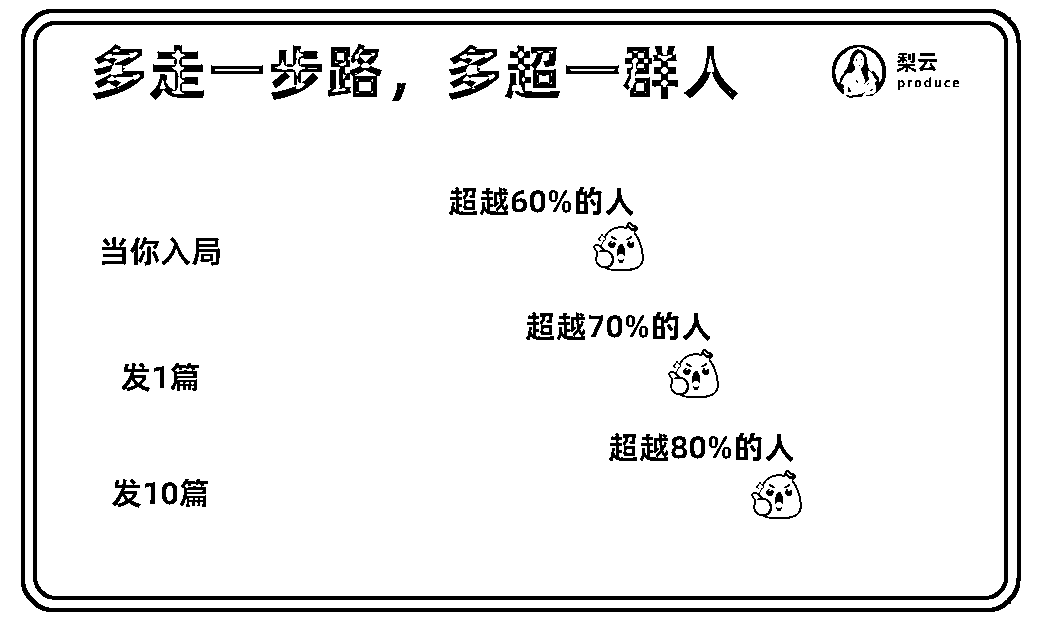 多走一步路，多超一群人
梨云
produce
超越60%的人
当你入局
超越70%的人
发1篇
超越80%的人
发10篇